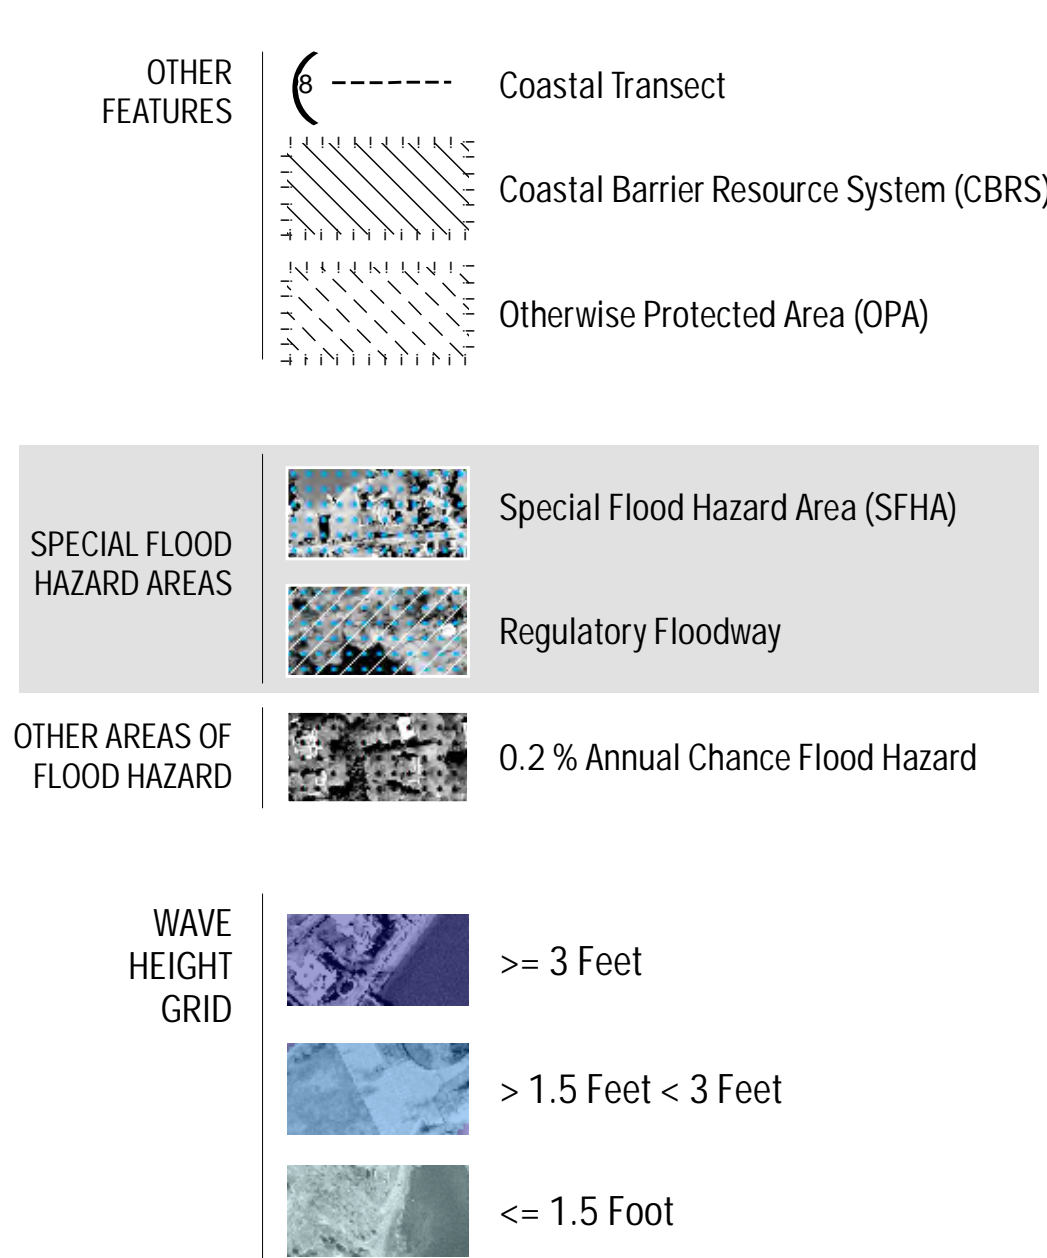 OTHER
FEATURES
8
Coastal Transect
Coastal Barrier Resource System (CBRS)
Otherwise Protected Area (OPA)
SPECIAL FLOOD
HAZARD AREAS
Special Flood Hazard Area (SFHA)
Regulatory Floodway
OTHER AREAS OF
FLOOD HAZARD
0.2 % Annual Chance Flood Hazard
WAVE
HEIGHT
GRID
>= 3 Feet
> 1.5 Feet < 3 Feet
<= 1.5 Foot